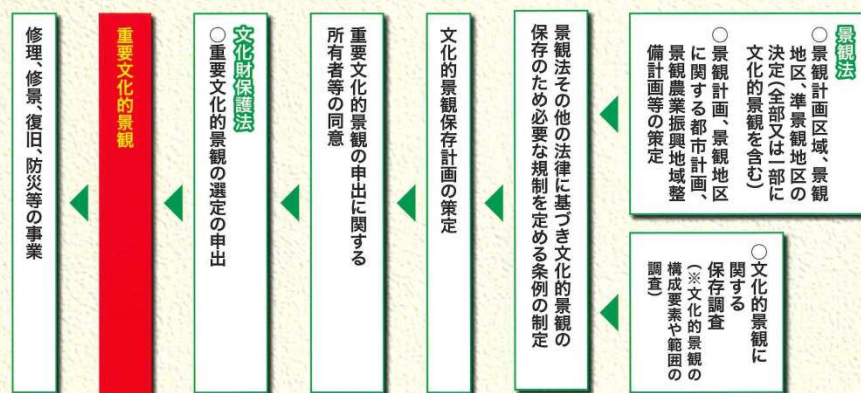 景観法
○景観計画区域、景観
地区、準景観地区の
決定(全部又は一部に
文化的景観を含む)
○景観計画、景観地区
に関する都市計画、
景観農業振興地域整
備計画等の策定
○文化的景観に
関する
保存調査
(※文化的景観の
構成要素や範囲の
調査)
景観法その他の法律に基づき文化的景観の
保存のため必要な規制を定める条例の制定
文化的景観保存計画の策定
重要文化的景観の申出に関する
所有者等の同意
文化財保護法
○重要文化的景観の選定の申出
重要文化的景観
修理、修景、復旧、防災等の事業